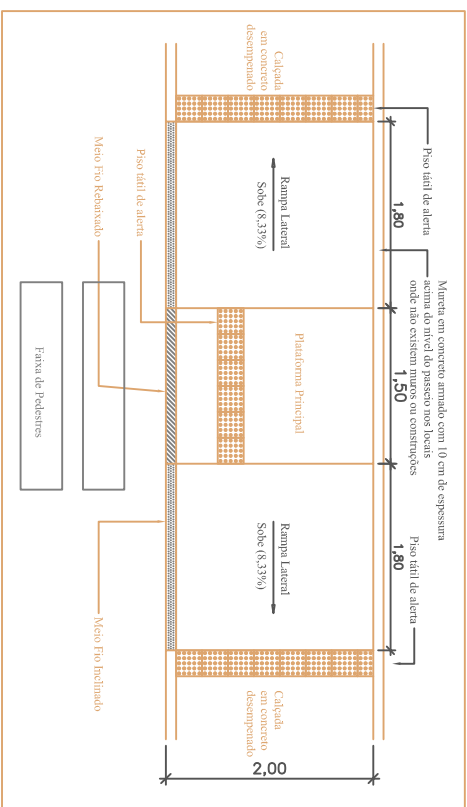 Mureta em concreto armado com 10 cm de espessura
acima do nível do passeio nos locais
onde não existem muros ou construções
Piso tátil de alerta
Piso tátil de alerta
1,80
1,50
1,80
2,00
Calçada
em concreto
desempenado
Rampa Lateral
Sobe (8,33%)
Plataforma Principal
Rampa Lateral
Sobe (8,33%)
Calçada
em concreto
desempenado
Piso tátil de alerta
Meio Fio Rebaixado
Meio Fio Inclinado
Faixa de Pedestres